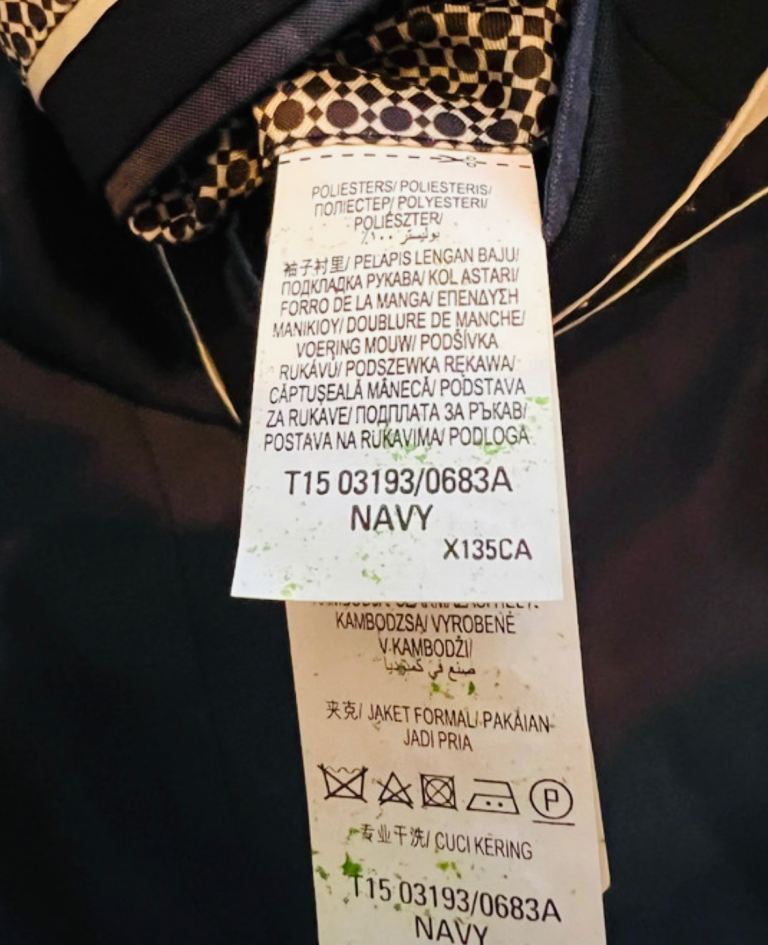 POLIESTERS/ POLIESTERIS/
ПОЛІЕСТЕР/ POLYESTERI/
POLIÉSZTER/
بوليستر ١٠٠٪
袖子衬里/ PELAPIS LENGAN BAJU/
ПОДКЛАДКА РУКАВА/ KOL ASTARI/
FORRO DE LA MANGA/ ΕΠΕΝΔΥΣΗ
ΜΑΝΙΚΙΟΥ/ DOUBLURE DE MANCHE/
VOERING MOUW/ PODŠÍVKA
RUKÁVŮ/ PODSZEWKA RĘKAWA/
CĂPTUŞEALĂ MÂNECĂ/ PODSTAVA
ZA RUKAVE/ ПОДПЛАТА ЗА РЪКАВ/
POSTAVA NA RUKAVIMA/ PODLOGA
T15 03193/0683A
NAVY
X135CA
KAMBODZSA/ VYROBENÉ
V KAMBODŽI/
صنع في كمبوديا
夹克/ JAKET FORMAL/ PAKAIAN
JADI PRIA
P
专业干洗/ CUCI KERING
T15 03193/0683A
NAVY